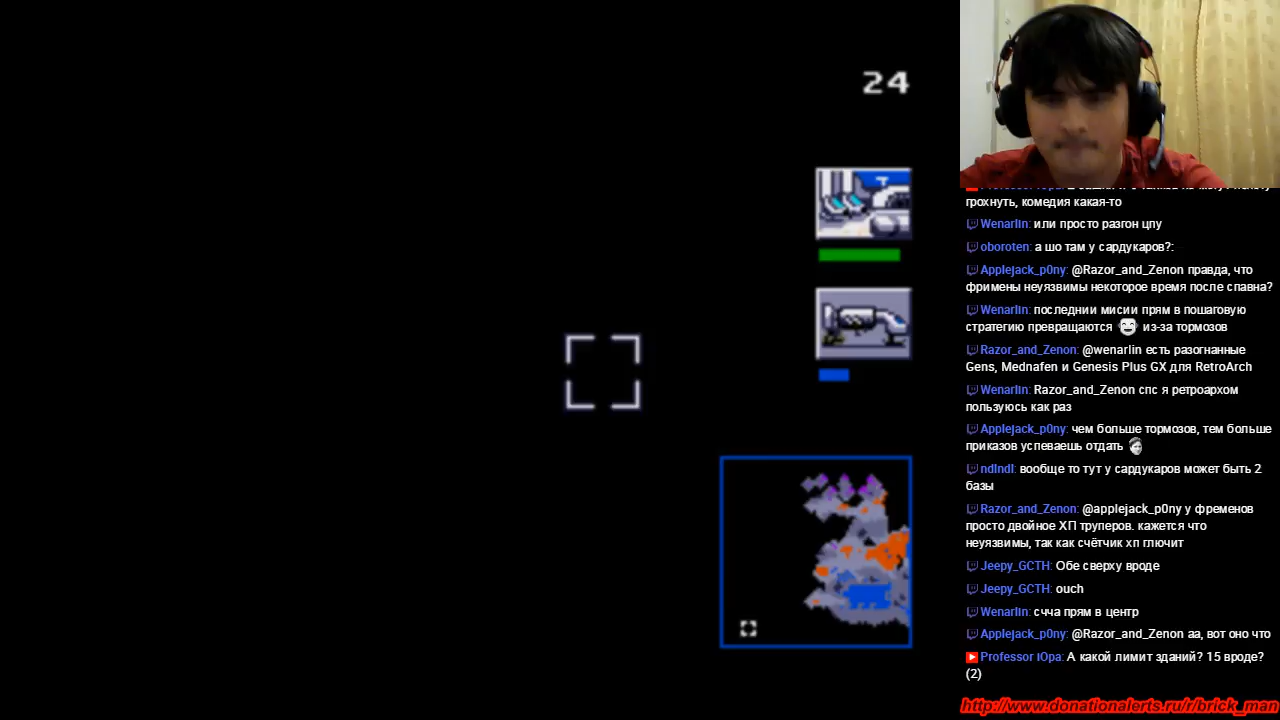 24
грохнуть, комедия какая-то
Wenarlin: или просто разгон цпу
oboroten: а шо там у сардукаров?:
Applejack_p0ny: @Razor_and_Zenon правда, что
фримены неуязвимы некоторое время после спавна?
Wenarlin: последнии мисии прям в пошаговую
стратегию превращаются из-за тормозов
Razor_and_Zenon: @wenarlin есть разогнанные
Gens, Mednafen и Genesis Plus GX для RetroArch
Wenarlin: Razor_and_Zenon спс я ретроархом
пользуюсь как раз
Applejack_p0ny: чем больше тормозов, тем больше
приказов успеваешь отдать
ndlndl: вообще то тут у сардукаров может быть 2
базы
Razor_and_Zenon: @applejack_p0ny у фременов
просто двойное ХП труперов. кажется что
неуязвимы, так как счётчик хп глючит
Jeepy_GCTH: Обе сверху вроде
Jeepy_GCTH: ouch
Wenarlin: счча прям в центр
Applejack_p0ny: @Razor_and_Zenon аа, вот оно что
Professor iOpa: А какой лимит зданий? 15 вроде?
(2)
http://www.donationalerts.ru/r/brick_man